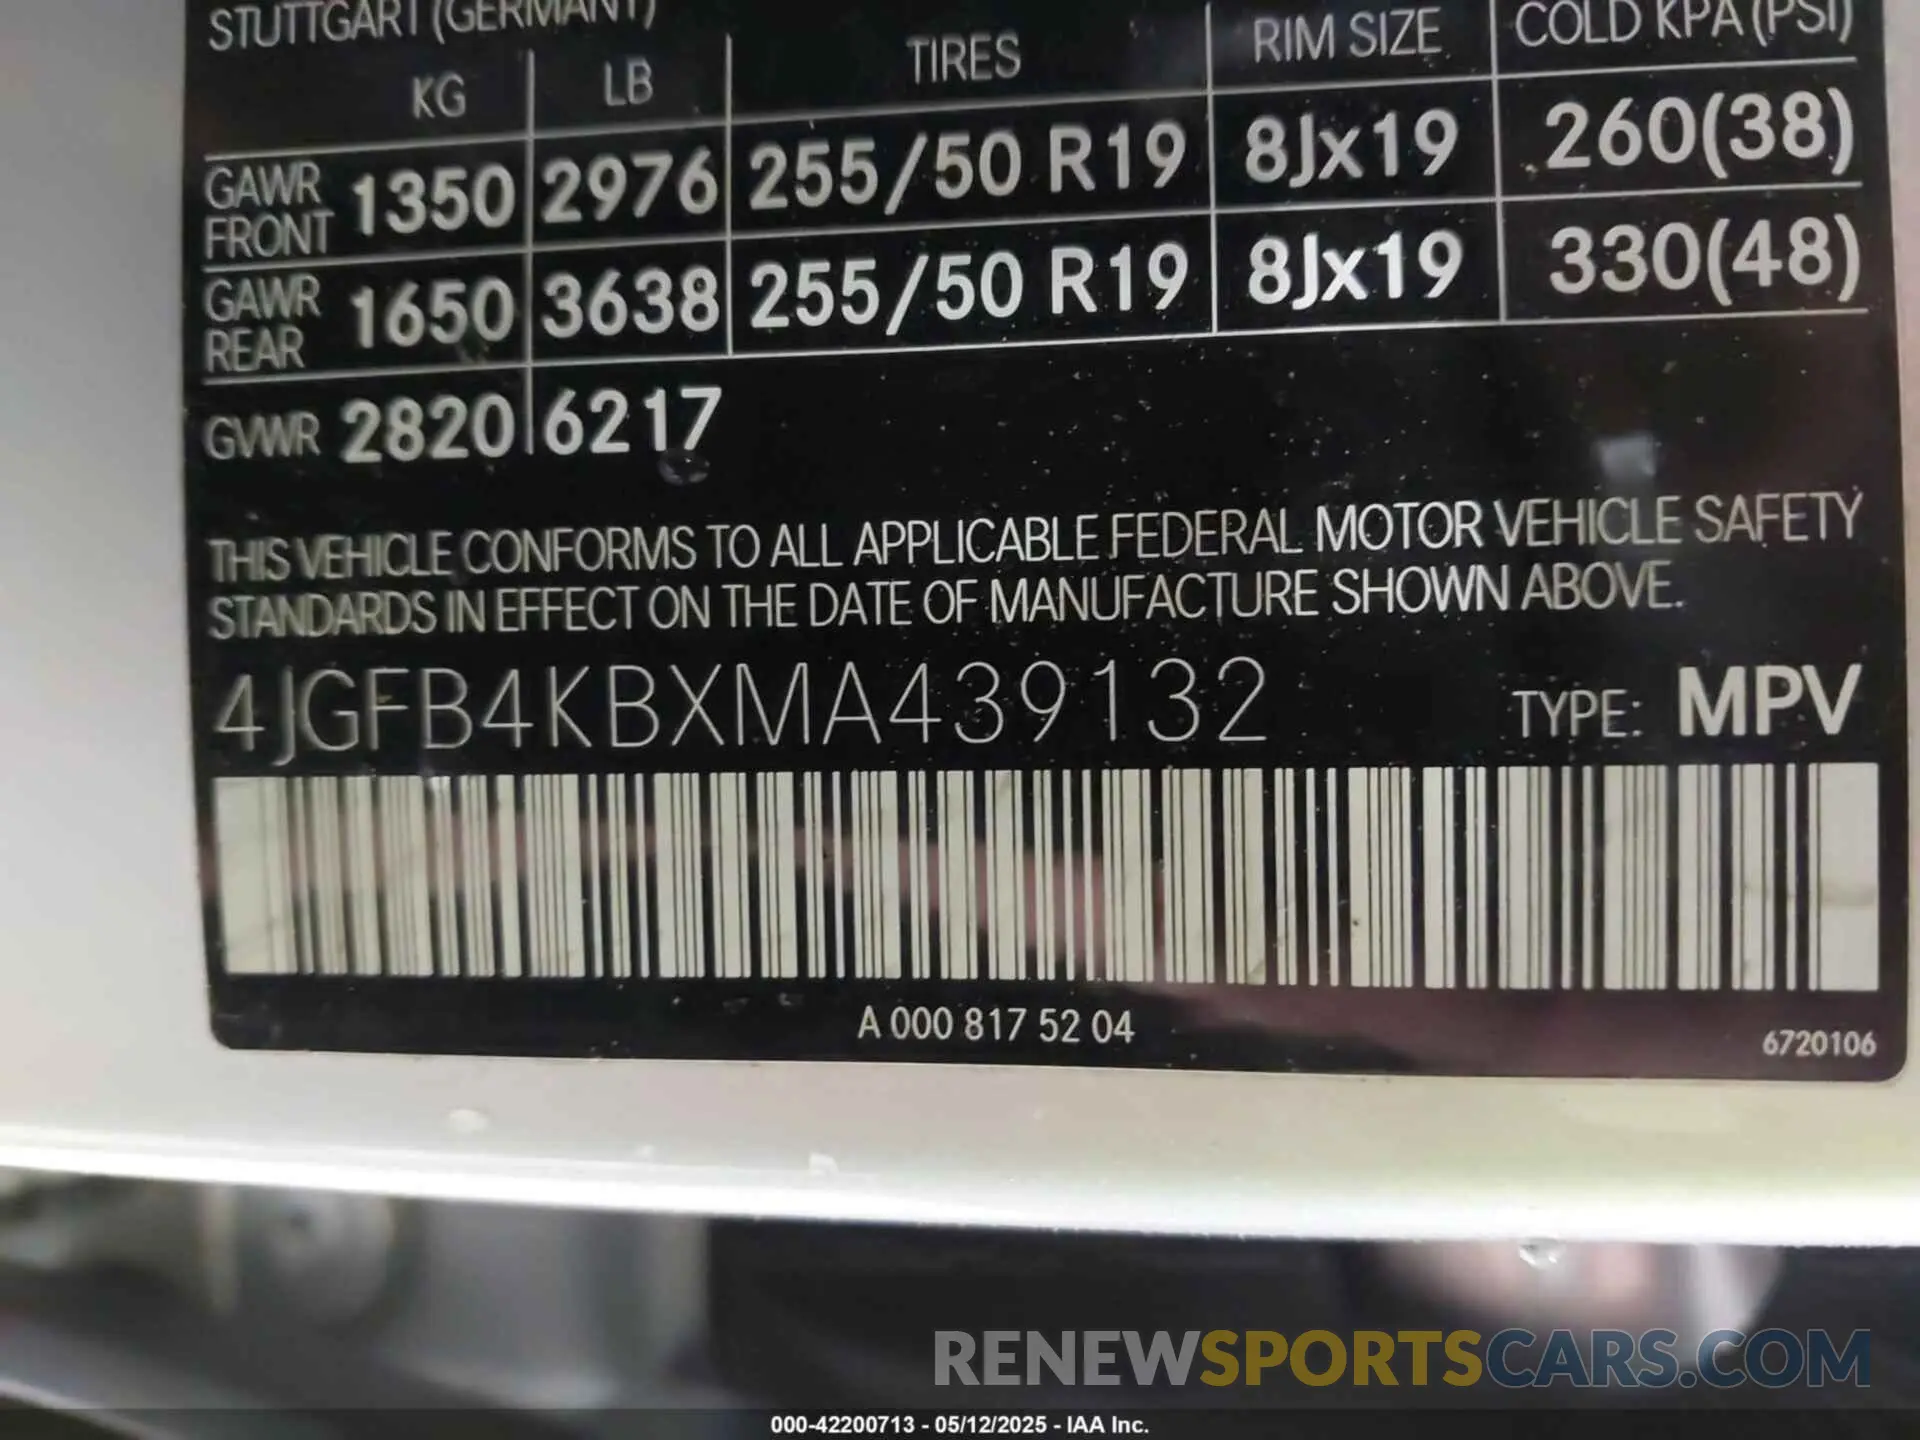 STUTTGART (GERMANY)
KG LB TIRES RIM SIZE COLD KPA (PSI)
GAWR FRONT 1350 2976 255/50 R19 8Jx19 260(38)
GAWR REAR 1650 3638 255/50 R19 8Jx19 330(48)
GVWR 2820 6217
THIS VEHICLE CONFORMS TO ALL APPLICABLE FEDERAL MOTOR VEHICLE SAFETY
STANDARDS IN EFFECT ON THE DATE OF MANUFACTURE SHOWN ABOVE.
4JGFB4KBXMA439132 TYPE: MPV
A 000 817 52 04
6720106
RENEWSPORTSCARS.COM
000-42200713 - 05/12/2025 - IAA Inc.